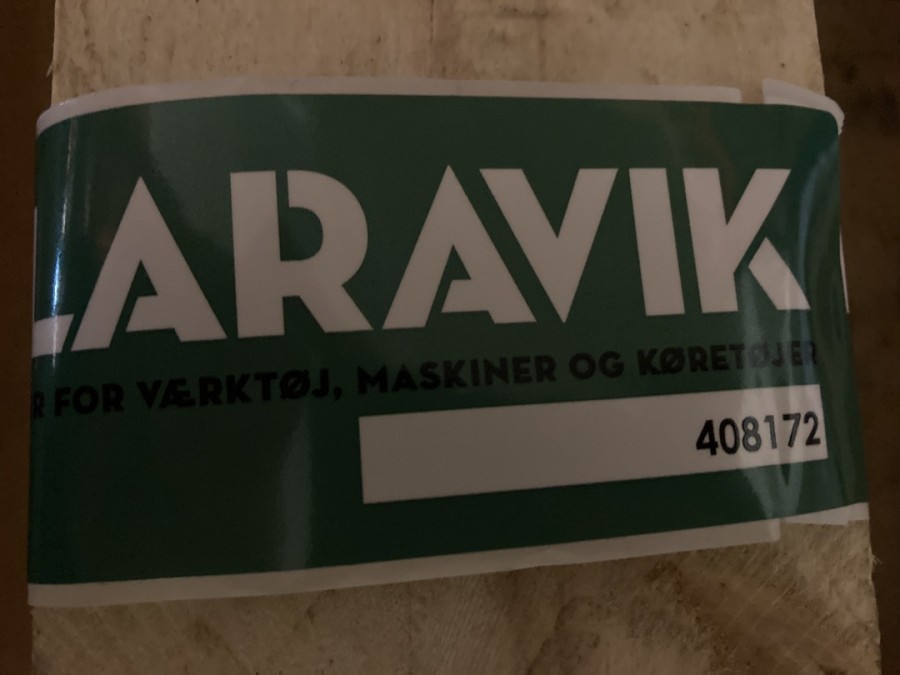 LARAVIK
R FOR VÆRKTØJ, MASKINER OG KØRETØJER
408172